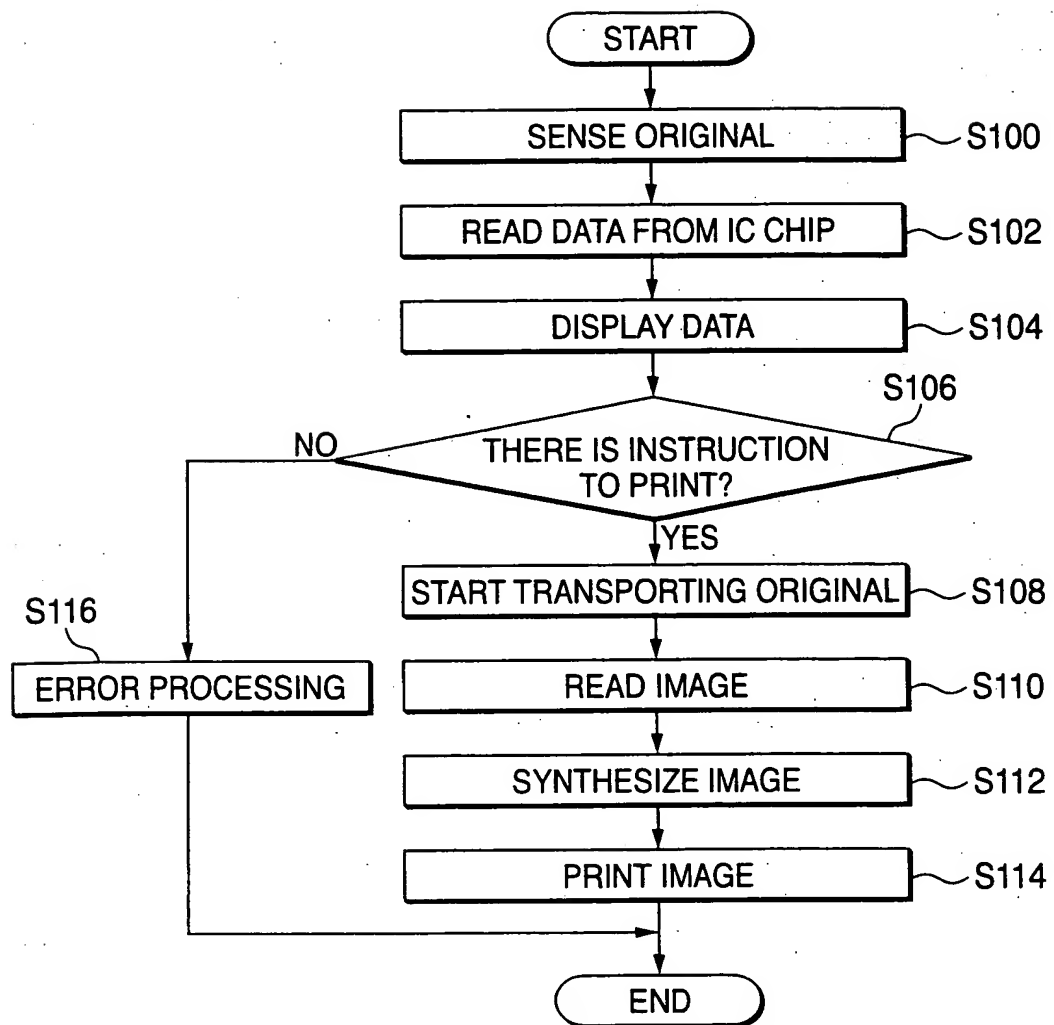 START
SENSE ORIGINAL
S100
READ DATA FROM IC CHIP
S102
DISPLAY DATA
S104
S106
NO
THERE IS INSTRUCTION
TO PRINT?
YES
START TRANSPORTING ORIGINAL
S108
S116
ERROR PROCESSING
READ IMAGE
S110
SYNTHESIZE IMAGE
S112
PRINT IMAGE
S114
END